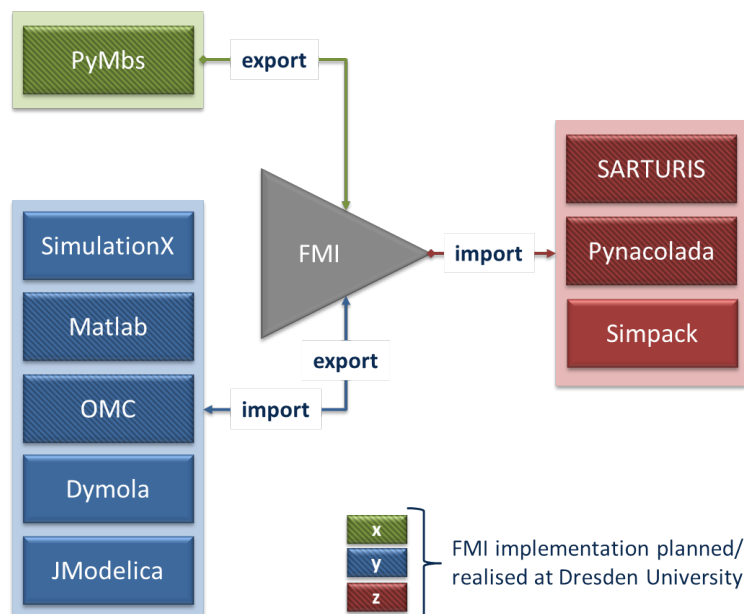 PyMbs
export
SARTURIS
SimulationX
FMI
import
Pynacolada
Matlab
Simpack
export
OMC
import
Dymola
x
FMI implementation planned/
y
realised at Dresden University
JModelica
z